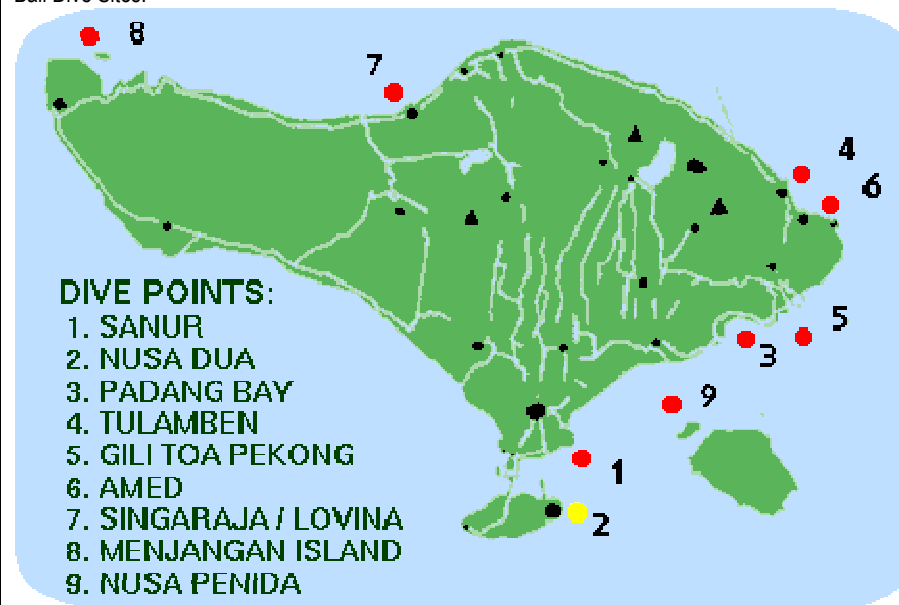 8
7
4
6
DIVE POINTS:
1. SANUR
5
2. NUSA DUA
3
3. PADANG BAY
9
4. TULAMBEN
5. GILI TOA PEKONG
1
6. AMED
2
7. SINGARAJA / LOVINA
8. MENJANGAN ISLAND
9. NUSA PENIDA